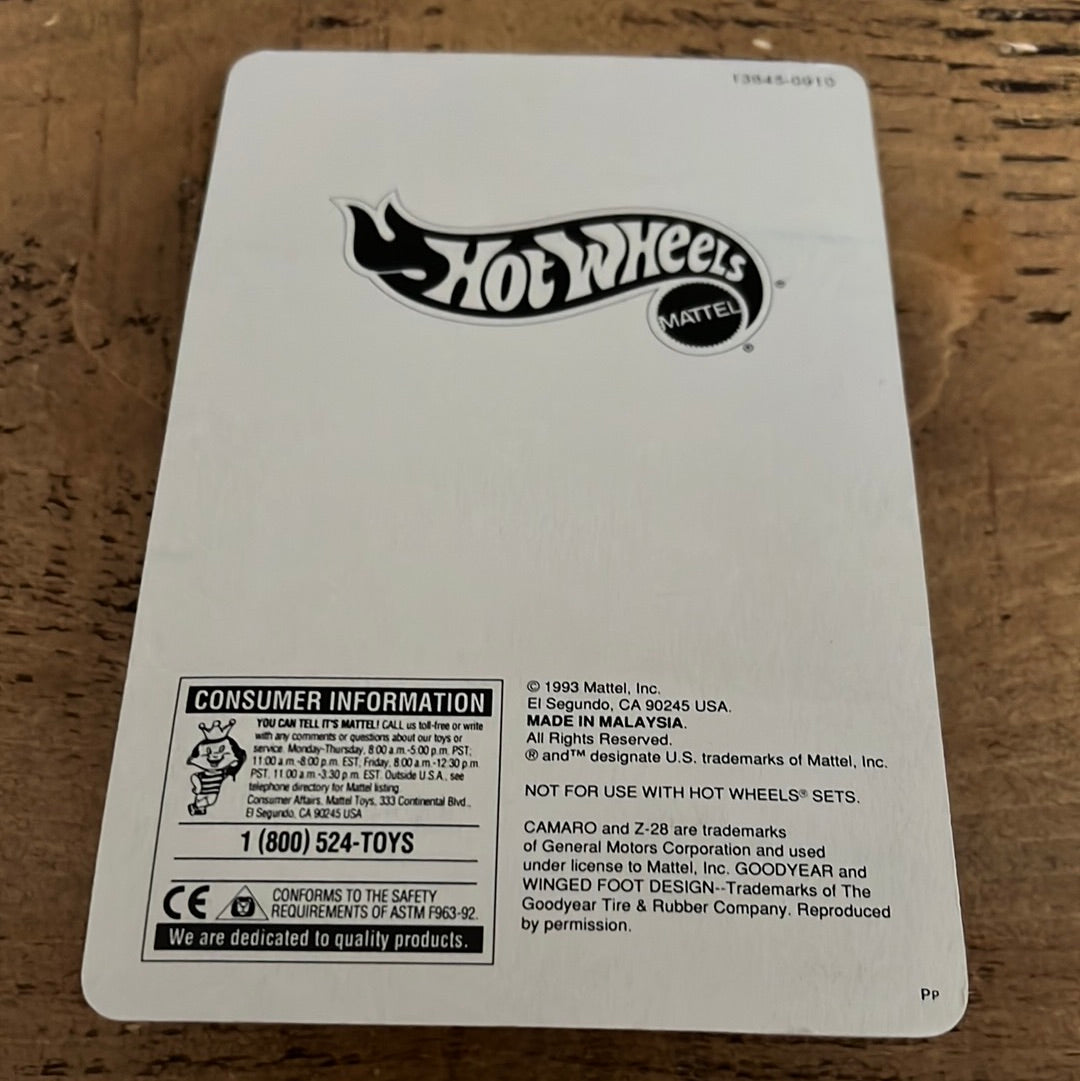 13845-0910
HOT WHEELS®
MATTEL®
CONSUMER INFORMATION
YOU CAN TELL IT'S MATTEL! CALL us toll-free or write
with any comments or questions about our toys or
service. Monday-Thursday, 8:00 a.m.-5:00 p.m. PST;
11:00 a.m.-8:00 p.m. EST; Friday, 8:00 a.m.-12:30 p.m.
PST, 11:00 a.m.-3:30 p.m. EST. Outside U.S.A., see
telephone directory for Mattel listing.
Consumer Affairs, Mattel Toys, 333 Continental Blvd.,
El Segundo, CA 90245 USA
1 (800) 524-TOYS
CE
CONFORMS TO THE SAFETY
REQUIREMENTS OF ASTM F963-92.
We are dedicated to quality products.
© 1993 Mattel, Inc.
El Segundo, CA 90245 USA.
MADE IN MALAYSIA.
All Rights Reserved.
® and™ designate U.S. trademarks of Mattel, Inc.
NOT FOR USE WITH HOT WHEELS® SETS.
CAMARO and Z-28 are trademarks
of General Motors Corporation and used
under license to Mattel, Inc. GOODYEAR and
WINGED FOOT DESIGN--Trademarks of The
Goodyear Tire & Rubber Company. Reproduced
by permission.
PP